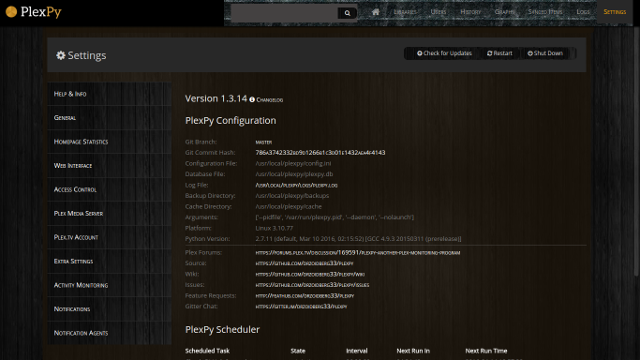 PlexPy
Libraries Users History Graphs Synced Items Logs Settings
Settings
Check for Updates Restart Shut Down
Help & Info
General
Homepage Statistics
Web Interface
Access Control
Plex Media Server
Plex.tv Account
Extra Settings
Activity Monitoring
Notifications
Notification Agents
Version 1.3.14 Changelog
PlexPy Configuration
Git Branch: master
Git Commit Hash:
Configuration File: /usr/local/plexpy/config.ini
Database File: /usr/local/plexpy/plexpy.db
Log File: /usr/local/plexpy/logs/plexpy.log
Backup Directory: /usr/local/plexpy/backups
Cache Directory: /usr/local/plexpy/cache
Arguments: ['--pidfile', '/var/run/plexpy.pid', '--daemon', '--nolaunch']
Platform: Linux 3.10.77
Python Version: 2.7.11 (default, Mar 10 2016, 02:15:52) [GCC 4.9.3 20150311 (prerelease)]
Plex Forums: https://forums.plex.tv/discussion/169591/plexpy-another-plex-monitoring-program
Source: https://github.com/drzoidberg33/plexpy
Wiki: https://github.com/drzoidberg33/plexpy/wiki
Issues: https://github.com/drzoidberg33/plexpy/issues
Feature Requests: http://feathub.com/drzoidberg33/plexpy
Gitter Chat: https://gitter.im/drzoidberg33/plexpy
PlexPy Scheduler
Scheduled Task State Interval Next Run In Next Run Time